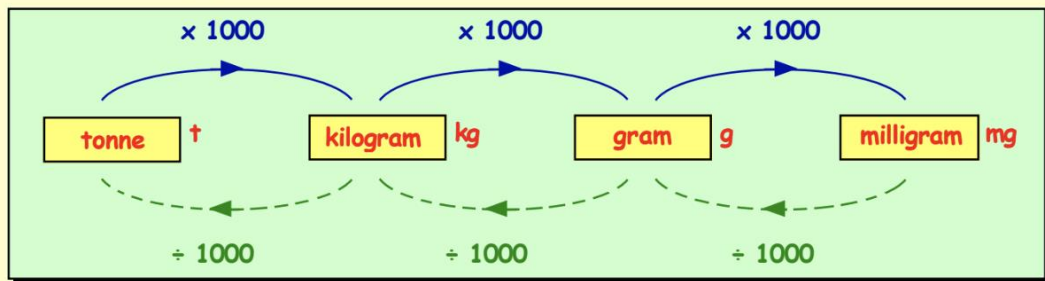 x 1000 x 1000 x 1000
tonne t kilogram kg gram g milligram mg
÷ 1000 ÷ 1000 ÷ 1000